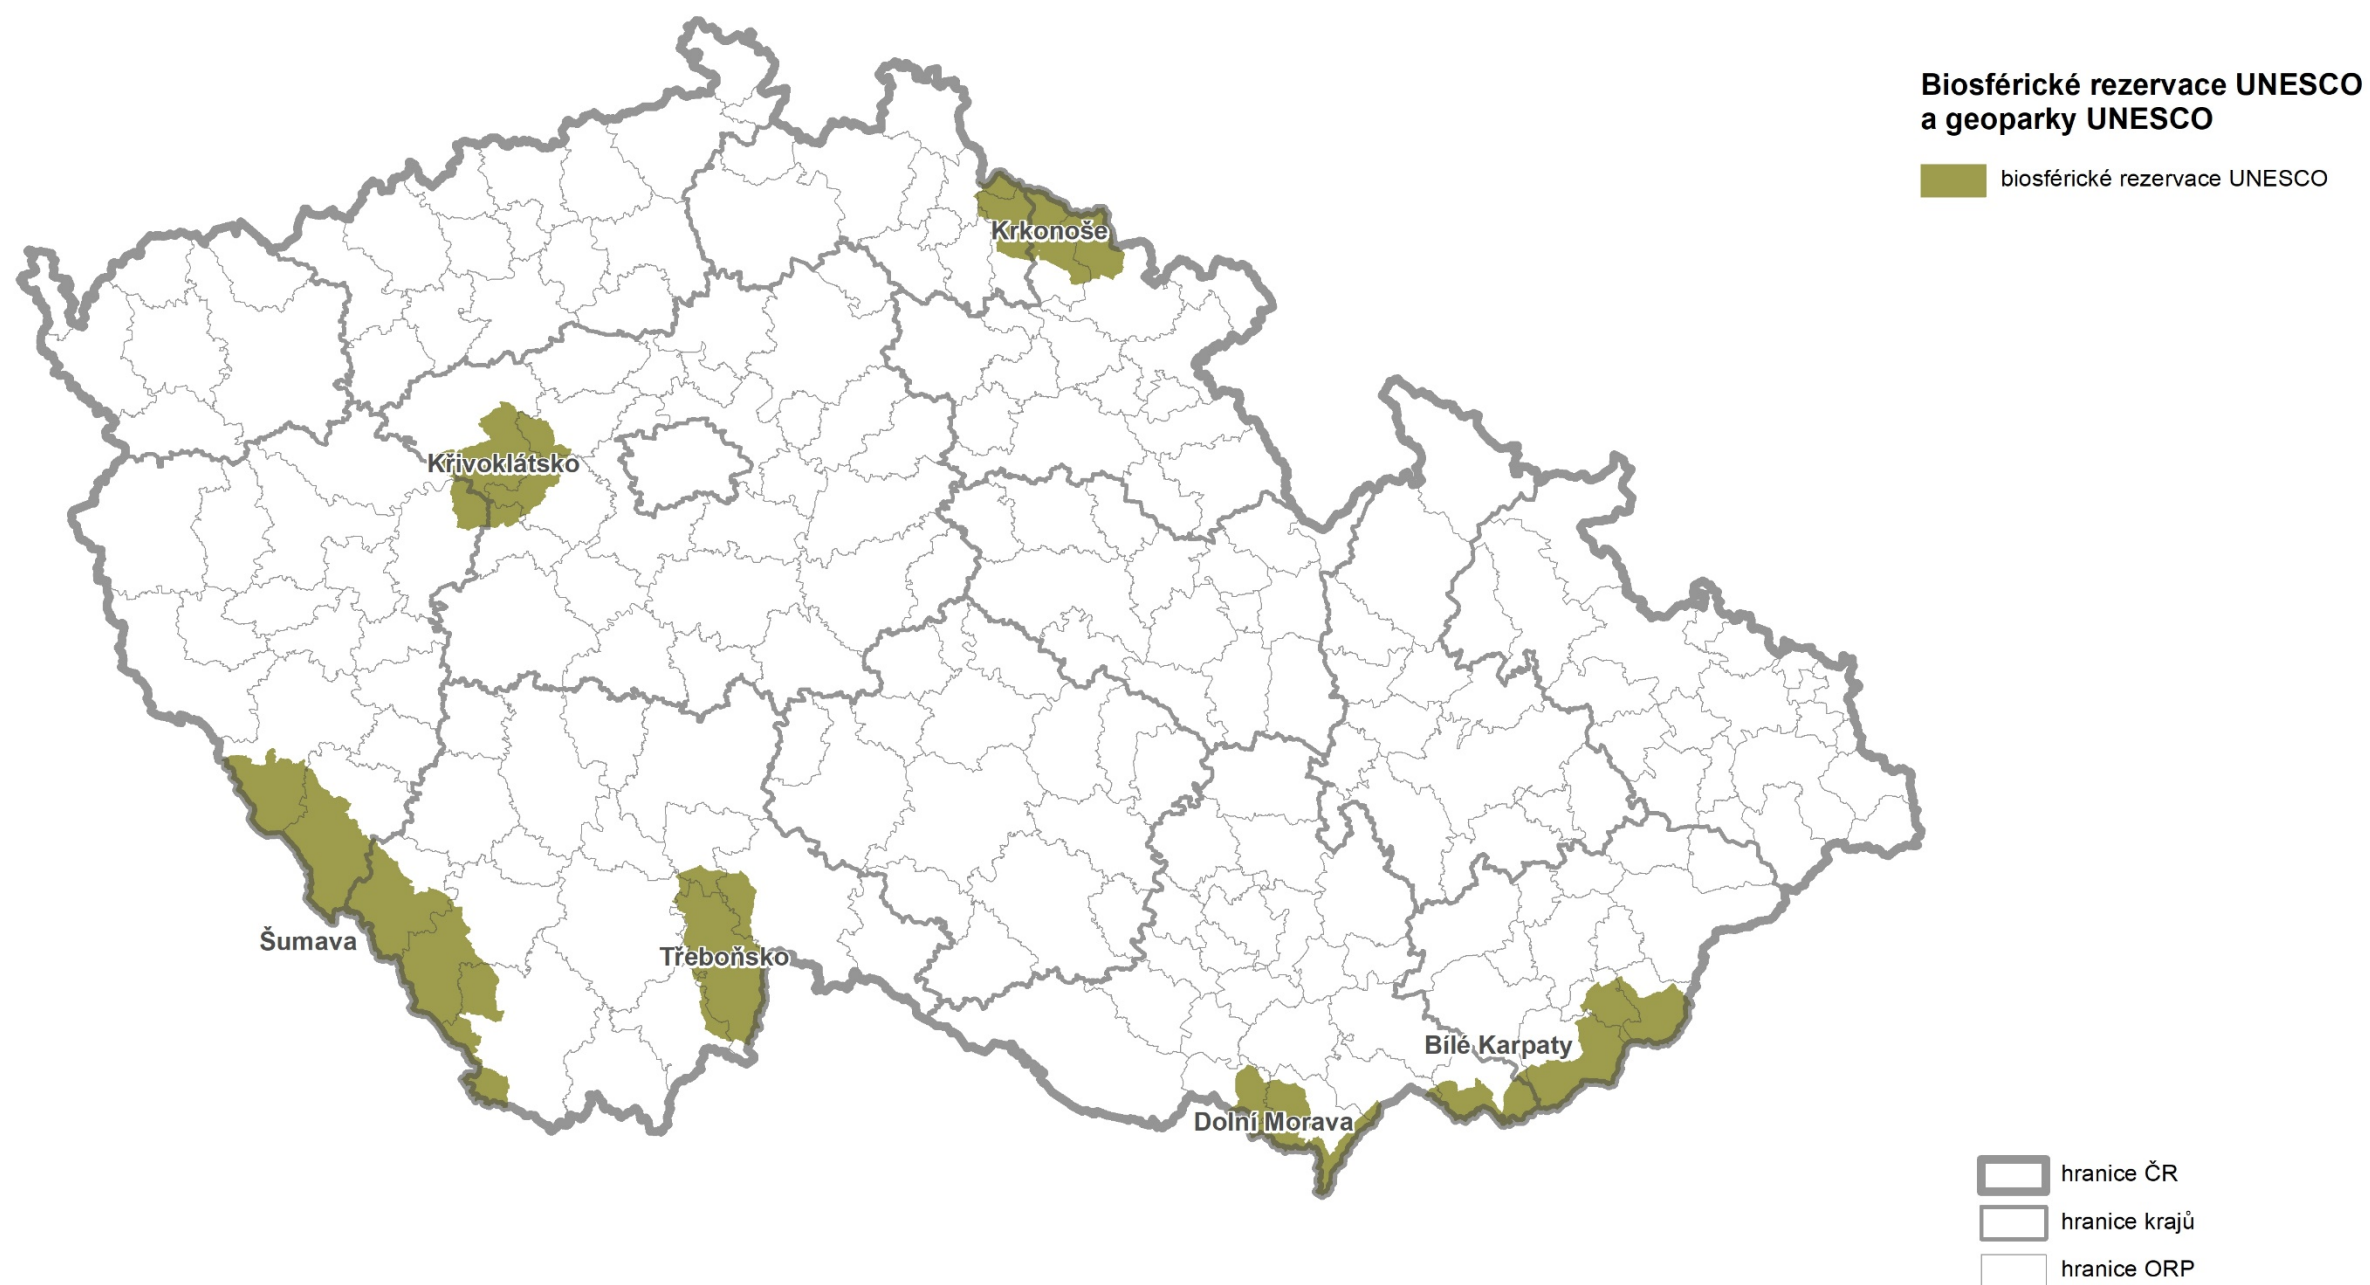 Biosférické rezervace UNESCO
a geoparky UNESCO
biosférické rezervace UNESCO
Krkonoše
Křivoklátsko
Šumava
Třeboňsko
Bílé Karpaty
Dolní Morava
hranice ČR
hranice krajů
hranice ORP